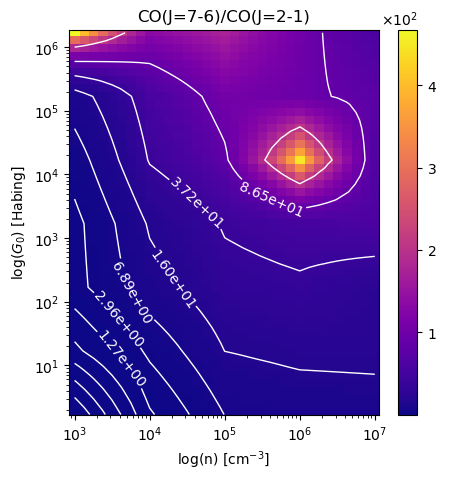 CO(J=7-6)/CO(J=2-1)
×10²
10⁶
10⁵
10⁴
10³
10²
10¹
log(G₀) [Habing]
8.65e+01
3.72e+01
1.60e+01
6.89e+00
2.96e+00
1.27e+00
4
3
2
1
10³ 10⁴ 10⁵ 10⁶ 10⁷
log(n) [cm⁻³]